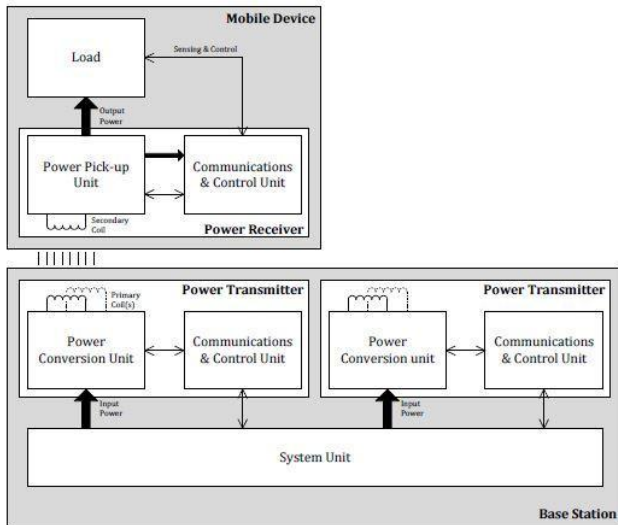 Mobile Device
Load
Sensing & Control
Output
Power
Power Pick-up
Unit
Communications
& Control Unit
Secondary
Coil
Power Receiver
Primary
Coil(s)
Power Transmitter
Power
Conversion Unit
Communications
& Control Unit
Input
Power
Power Transmitter
Power
Conversion unit
Communications
& Control Unit
Input
Power
System Unit
Base Station